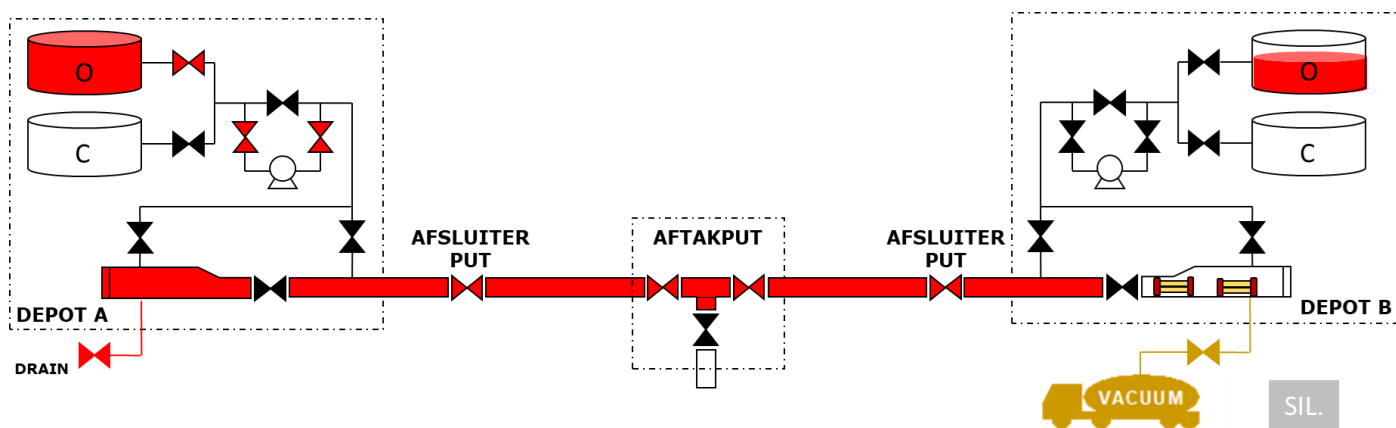 O
C
O
C
AFSLUITER
PUT
AFTAKPUT
AFSLUITER
PUT
DEPOT A
DEPOT B
DRAIN
VACUUM
SIL.